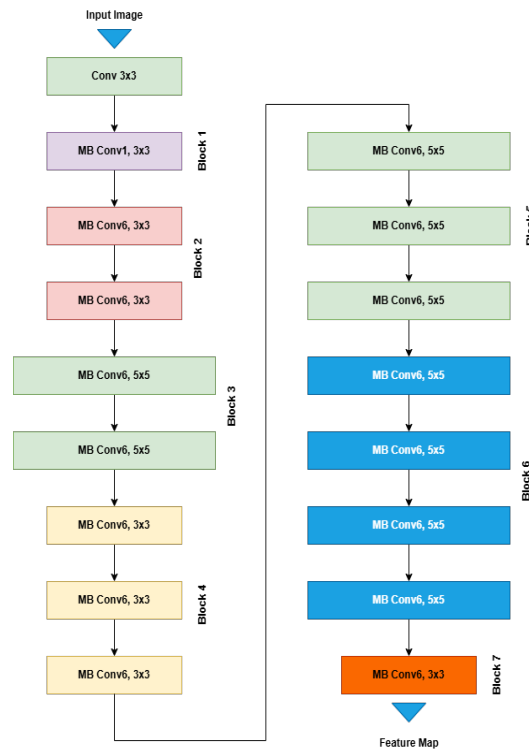 Input Image
Conv 3x3
MB Conv1, 3x3
Block 1
MB Conv6, 3x3
MB Conv6, 3x3
Block 2
MB Conv6, 5x5
MB Conv6, 5x5
Block 3
MB Conv6, 3x3
MB Conv6, 3x3
MB Conv6, 3x3
Block 4
MB Conv6, 5x5
MB Conv6, 5x5
MB Conv6, 5x5
Block 5
MB Conv6, 5x5
MB Conv6, 5x5
MB Conv6, 5x5
MB Conv6, 5x5
Block 6
MB Conv6, 3x3
Block 7
Feature Map